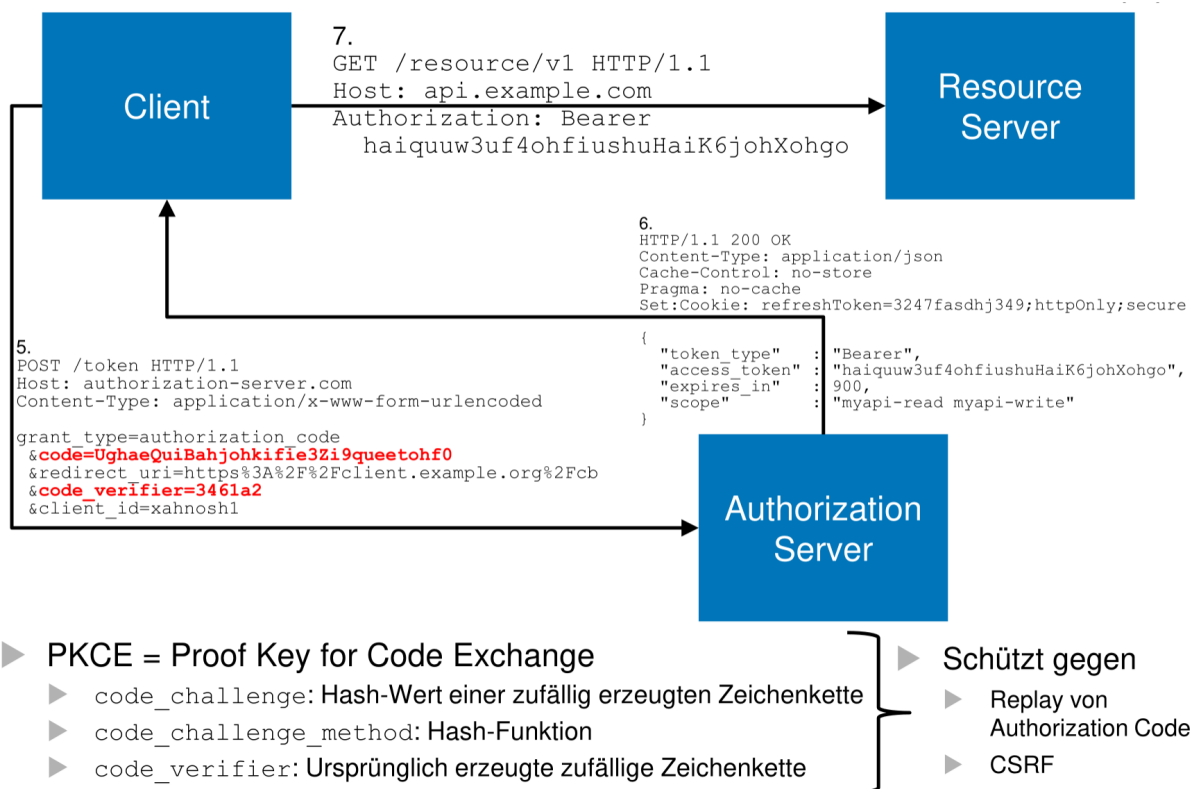 Client
7.
GET /resource/v1 HTTP/1.1
Host: api.example.com
Authorization: Bearer
haiquuw3uf4ohfiushuHaiK6johXohgo
Resource
Server
6.
HTTP/1.1 200 OK
Content-Type: application/json
Cache-Control: no-store
Pragma: no-cache
Set:Cookie: refreshToken=3247fasdhj349;httpOnly;secure
{
"token_type" : "Bearer",
"access_token" : "haiquuw3uf4ohfiushuHaiK6johXohgo",
"expires_in" : 900,
"scope" : "myapi-read myapi-write"
}
5.
POST /token HTTP/1.1
Host: authorization-server.com
Content-Type: application/x-www-form-urlencoded
grant_type=authorization_code
&code=UghaeQuiBahjohkifie3Zi9queetohf0
&redirect_uri=https%3A%2F%2Fclient.example.org%2Fcb
&code_verifier=3461a2
&client_id=xahnosh1
Authorization
Server
PKCE = Proof Key for Code Exchange
code_challenge: Hash-Wert einer zufällig erzeugten Zeichenkette
code_challenge_method: Hash-Funktion
code_verifier: Ursprünglich erzeugte zufällige Zeichenkette
Schützt gegen
Replay von
Authorization Code
CSRF